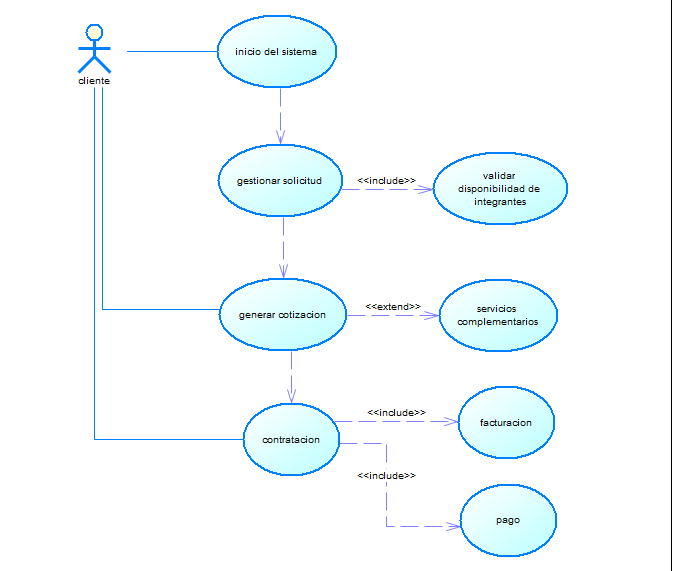 inicio del sistema
cliente
gestionar solicitud
<<include>>
validar
disponibilidad de
integrantes
generar cotizacion
<<extend>>
servicios
complementarios
contratacion
<<include>>
facturacion
<<include>>
pago